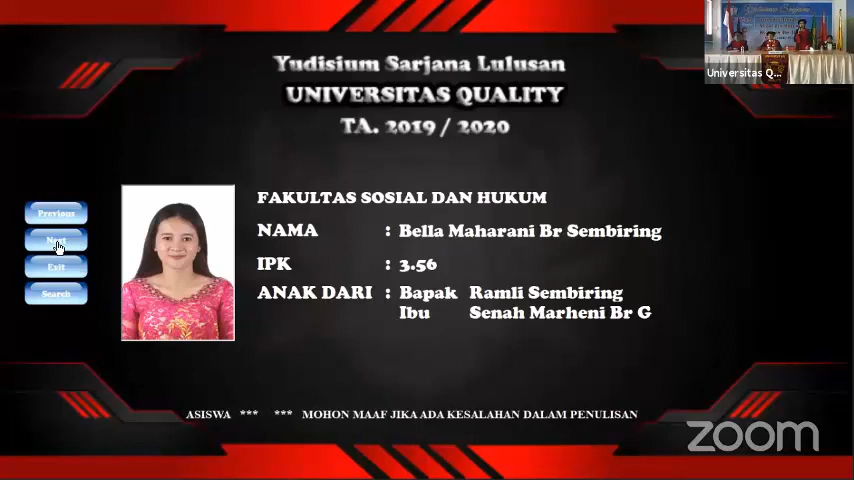 Yudisium Sarjana Lulusan
UNIVERSITAS QUALITY
TA. 2019 / 2020
Universitas Q...
Previous
Next
Exit
Search
FAKULTAS SOSIAL DAN HUKUM
NAMA : Bella Maharani Br Sembiring
IPK : 3.56
ANAK DARI : Bapak Ramli Sembiring
Ibu Senah Marheni Br G
ASISWA *** *** MOHON MAAF JIKA ADA KESALAHAN DALAM PENULISAN
zoom